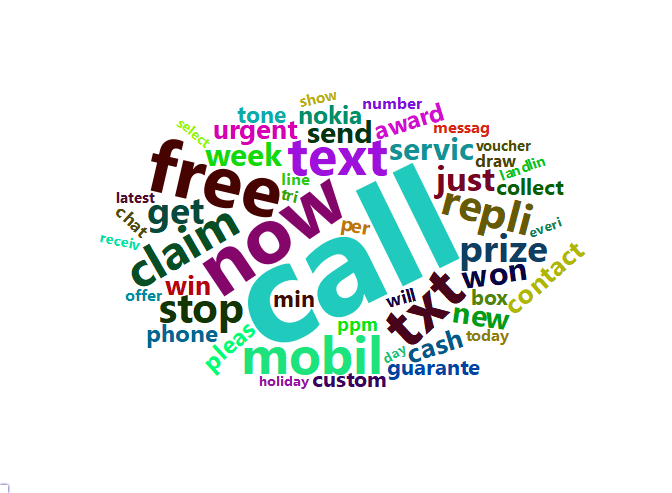 show
number
tone
nokia
award
select
urgent
send
messag
week
text
servic
voucher
draw
landlin
free
line
just
collect
tri
now
call
repli
everi
latest
chat
get
claim
per
prize
receiv
offer
win
stop
min
will
txt
won
box
contact
phone
ppm
new
pleas
mobil
day
cash
today
guarante
holiday
custom